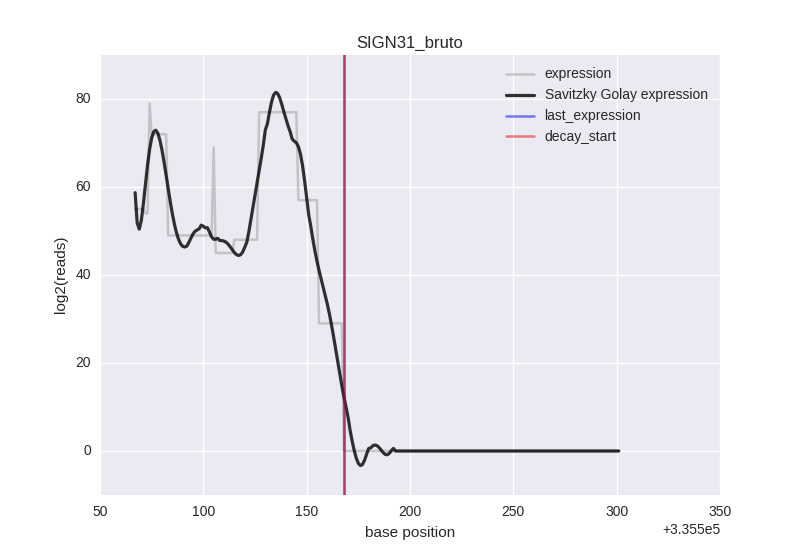 SIGN31_bruto
expression
Savitzky Golay expression
last_expression
decay_start
log2(reads)
80
60
40
20
0
50
100
150
200
250
300
350
+3.355e5
base position